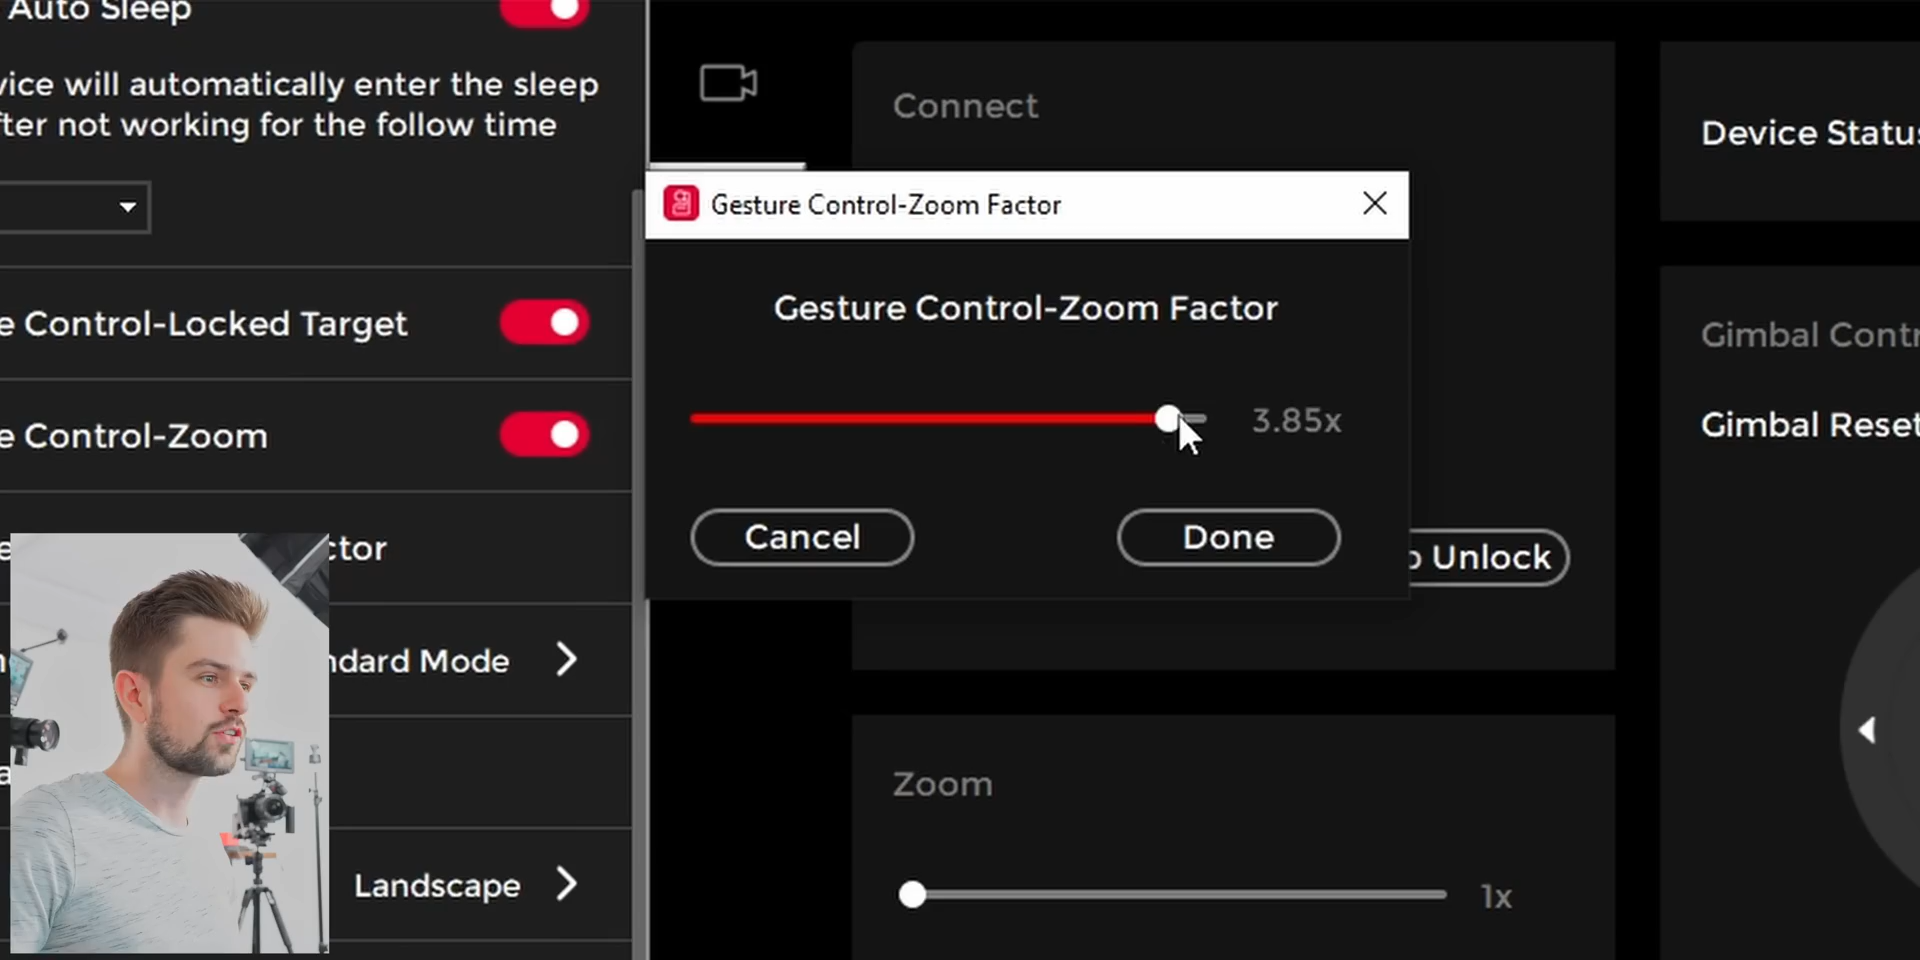 Auto Sleep
vice will automatically enter the sleep
fter not working for the follow time
e Control-Locked Target
e Control-Zoom
ctor
ndard Mode
Landscape
Connect
Gesture Control-Zoom Factor
Gesture Control-Zoom Factor
3.85x
Cancel
Done
o Unlock
Zoom
1x
Device Status
Gimbal Contr
Gimbal Reset